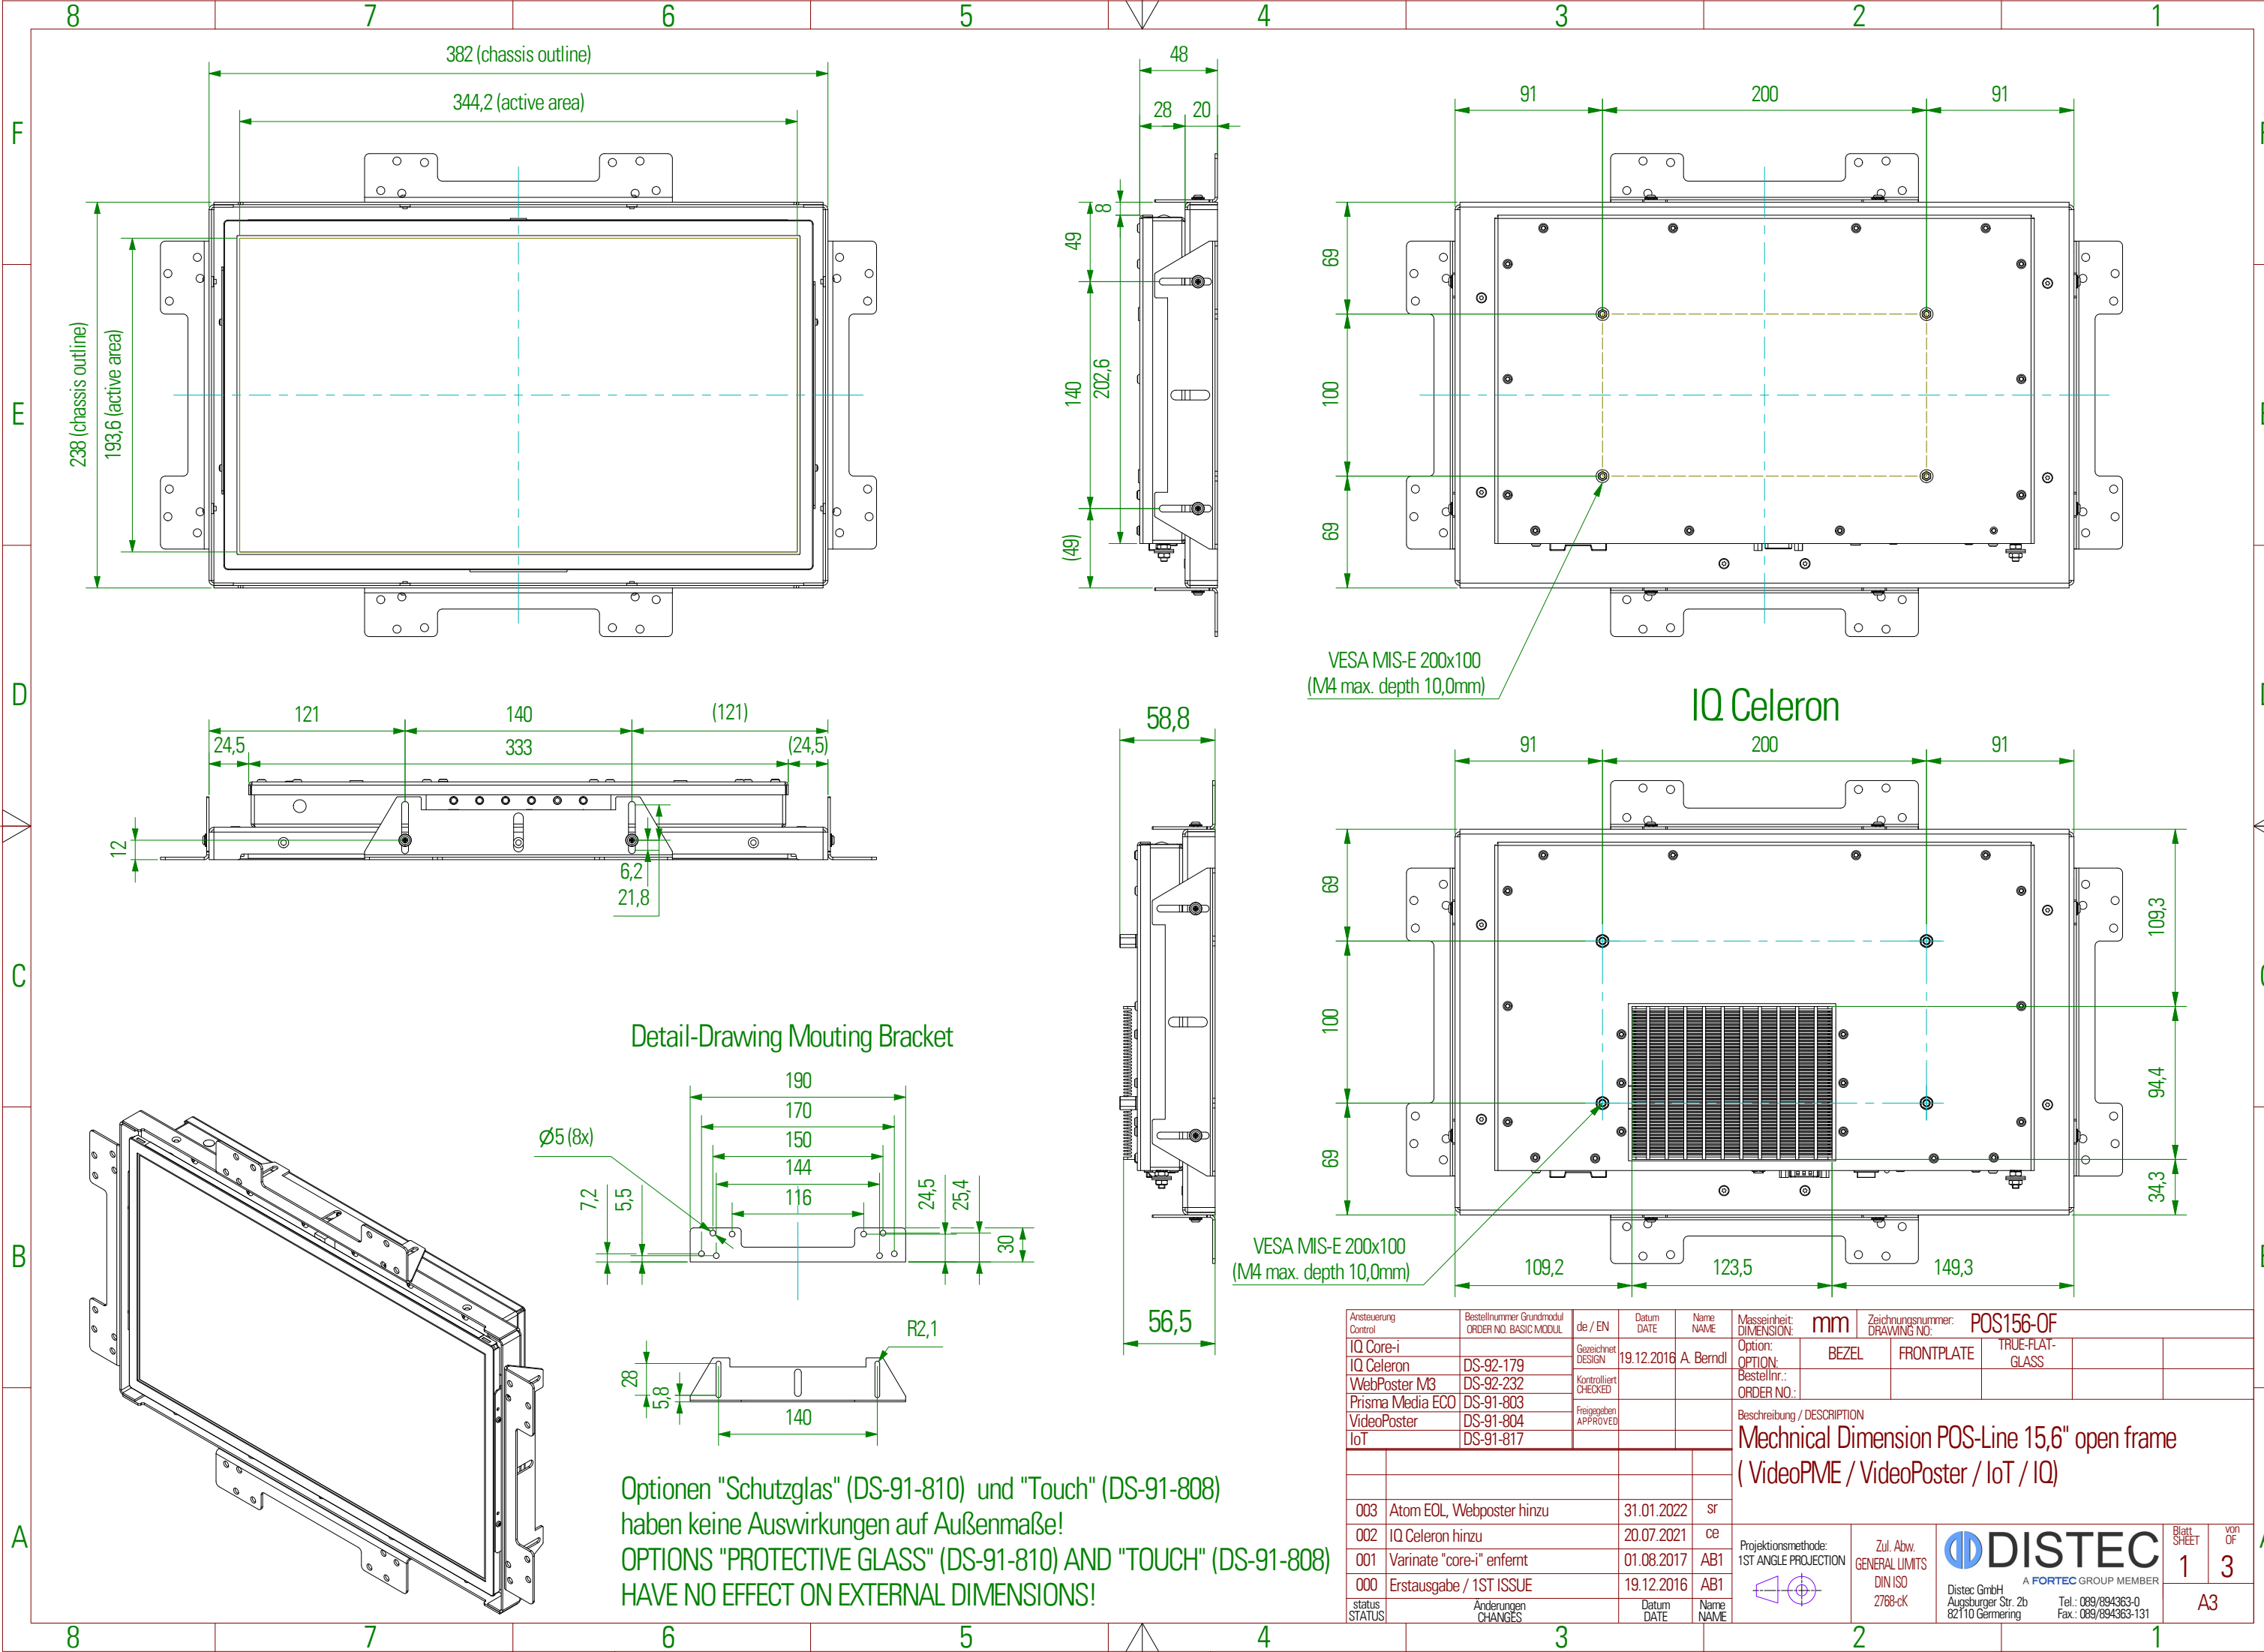 8 7 6 5 4 3 2 1
F
E
D
C
B
A
382 (chassis outline)
344,2 (active area)
238 (chassis outline)
193,6 (active area)
48
28 20
8
49
140
202,6
(49)
91 200 91
69
100
69
VESA MIS-E 200x100
(M4 max. depth 10,0mm)
121 140 (121)
24,5 333 (24,5)
12
6,2
21,8
58,8
56,5
IQ Celeron
91 200 91
69
100
69
109,3
94,4
34,3
VESA MIS-E 200x100
(M4 max. depth 10,0mm)
109,2 123,5 149,3
Detail-Drawing Mouting Bracket
190
170
150
144
116
Ø5 (8x)
7,2
5,5
24,5
25,4
30
R2,1
28
5,8
140
Optionen "Schutzglas" (DS-91-810) und "Touch" (DS-91-808)
haben keine Auswirkungen auf Außenmaße!
OPTIONS "PROTECTIVE GLASS" (DS-91-810) AND "TOUCH" (DS-91-808)
HAVE NO EFFECT ON EXTERNAL DIMENSIONS!
Ansteuerung
Control
Bestellnummer Grundmodul
ORDER NO. BASIC MODUL
IQ Core-i
IQ Celeron DS-92-179
WebPoster M3 DS-92-232
Prisma Media ECO DS-91-803
VideoPoster DS-91-804
IoT DS-91-817
de / EN
Datum
DATE
Name
NAME
Gezeichnet
DESIGN
19.12.2016 A. Berndl
Kontrolliert
CHECKED
Freigegeben
APPROVED
Masseinheit:
DIMENSION:
mm
Zeichnungsnummer:
DRAWING NO:
POS156-OF
Option:
OPTION:
BEZEL
FRONTPLATE
TRUE-FLAT-
GLASS
Bestellnr.:
ORDER NO.:
Beschreibung / DESCRIPTION
Mechnical Dimension POS-Line 15,6" open frame
( VideoPME / VideoPoster / IoT / IQ)
003 Atom EOL, Webposter hinzu 31.01.2022 sr
002 IQ Celeron hinzu 20.07.2021 ce
001 Varinate "core-i" enfernt 01.08.2017 AB1
000 Erstausgabe / 1ST ISSUE 19.12.2016 AB1
status
STATUS
Änderungen
CHANGES
Datum
DATE
Name
NAME
Projektionsmethode:
1ST ANGLE PROJECTION
Zul. Abw.
GENERAL LIMITS
DIN ISO
2768-cK
DISTEC
A FORTEC GROUP MEMBER
Distec GmbH
Augsburger Str. 2b Tel.: 089/894363-0
82110 Germering Fax.: 089/894363-131
Blatt
SHEET
1
von
OF
3
A3
8 7 6 5 4 3 2 1